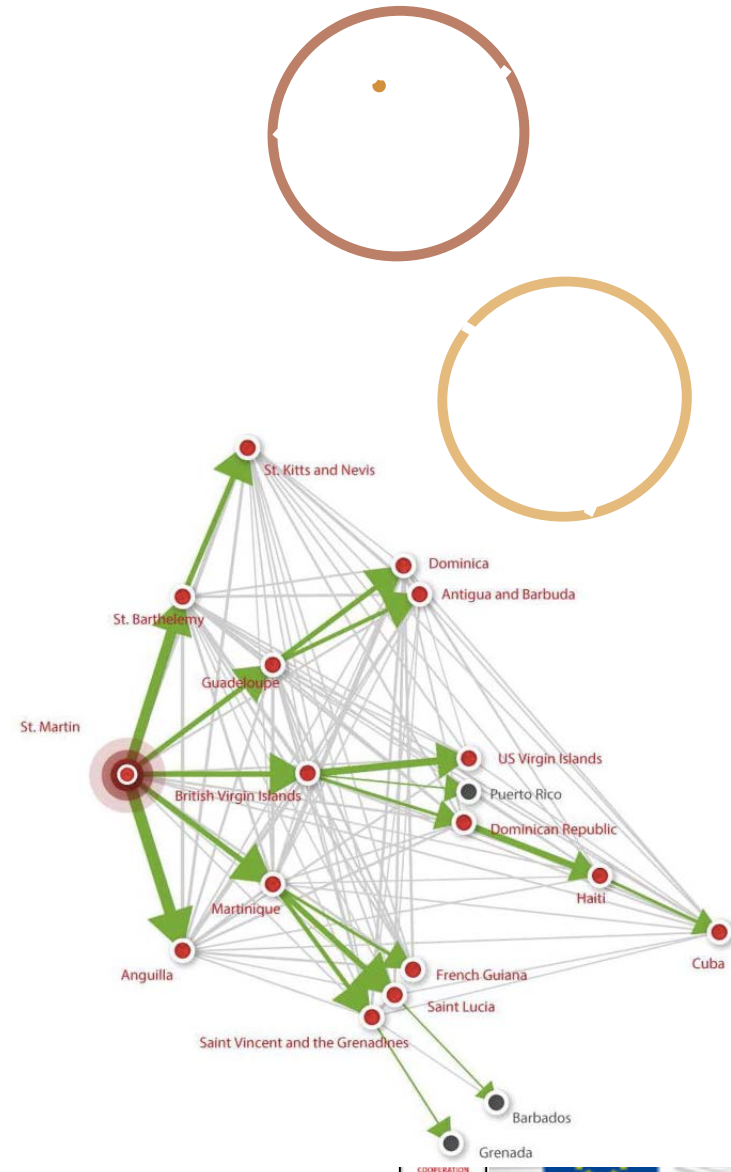 St. Kitts and Nevis
Dominica
Antigua and Barbuda
St. Barthelemy
Guadeloupe
St. Martin
US Virgin Islands
British Virgin Islands
Puerto Rico
Dominican Republic
Haiti
Martinique
Cuba
Anguilla
French Guiana
Saint Lucia
Saint Vincent and the Grenadines
Barbados
Grenada
COOPERATION